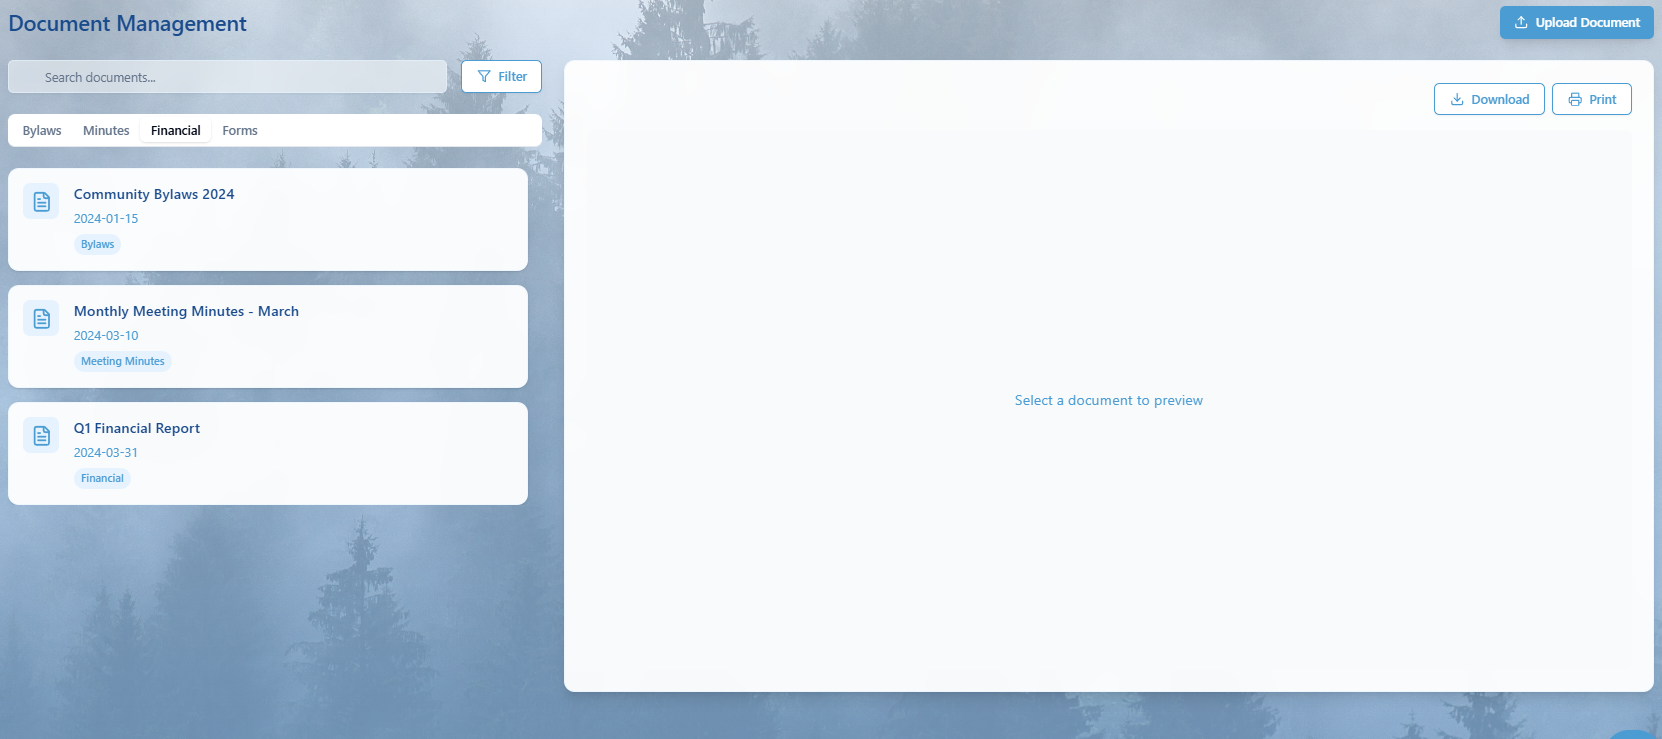 Document Management
Upload Document
Search documents...
Filter
Bylaws Minutes Financial Forms
Community Bylaws 2024
2024-01-15
Bylaws
Monthly Meeting Minutes - March
2024-03-10
Meeting Minutes
Q1 Financial Report
2024-03-31
Financial
Download
Print
Select a document to preview